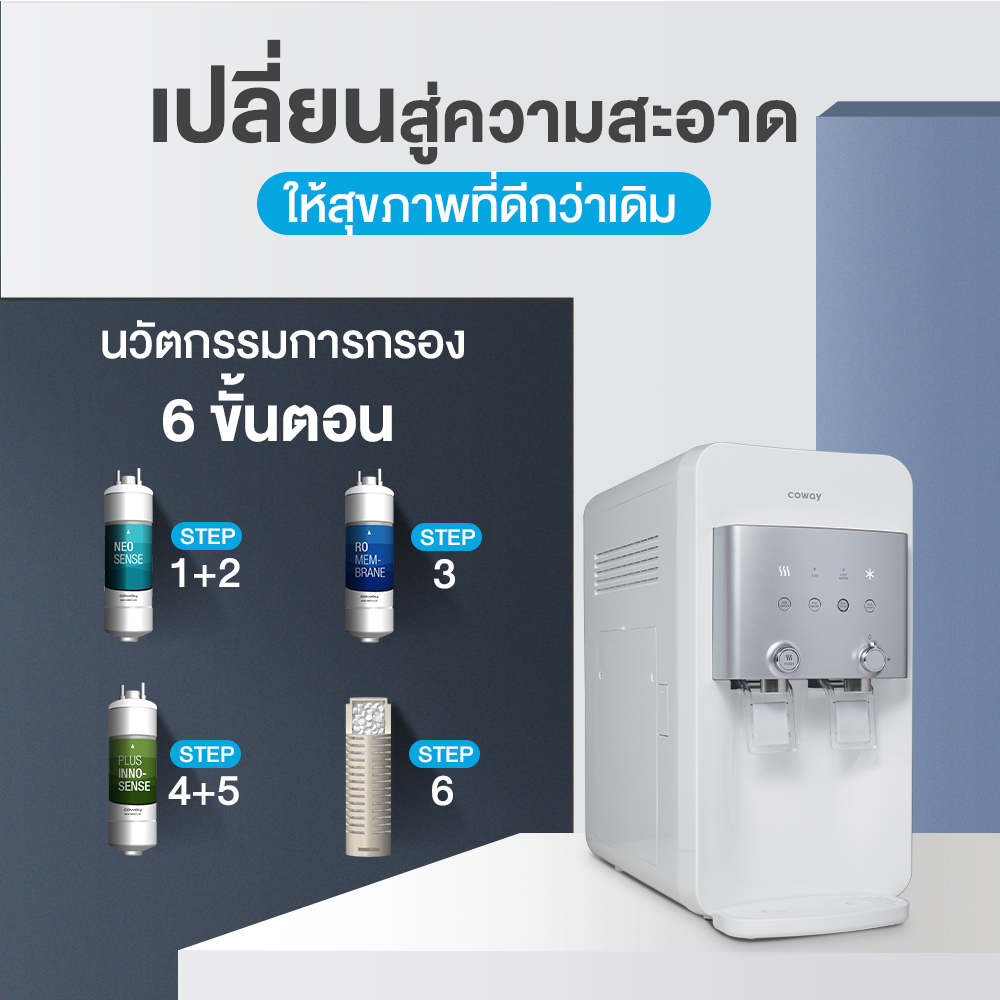 เปลี่ยนสู่ความสะอาด
ให้สุขภาพที่ดีกว่าเดิม
นวัตกรรมการกรอง
6 ขั้นตอน
NEO
SENSE
coway
STEP
1+2
RO
MEM-
BRANE
coway
STEP
3
PLUS
INNO-
SENSE
coway
STEP
4+5
STEP
6
coway